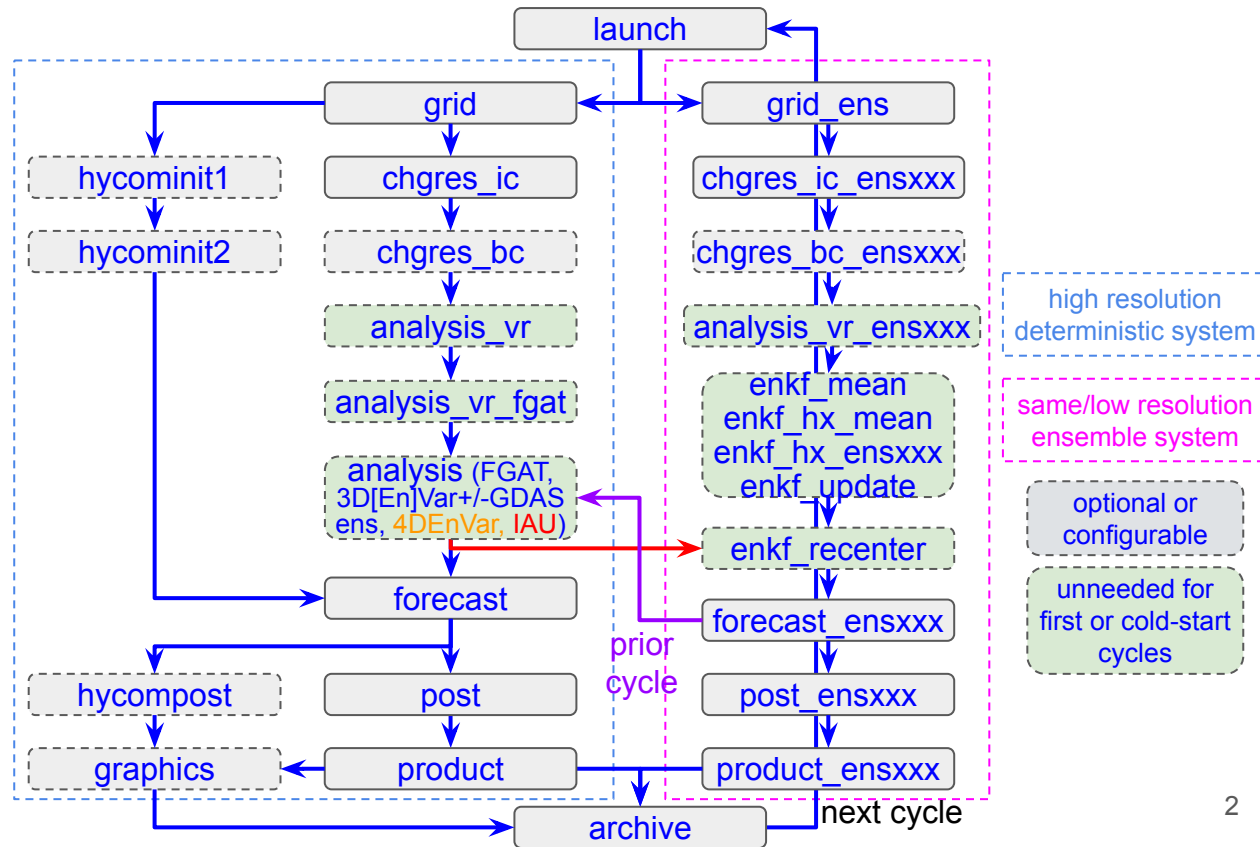 launch
grid
grid_ens
hycominit1
chgres_ic
chgres_ic_ensxxx
hycominit2
chgres_bc
chgres_bc_ensxxx
analysis_vr
analysis_vr_ensxxx
analysis_vr_fgat
enkf_mean
enkf_hx_mean
enkf_hx_ensxxx
enkf_update
analysis (FGAT,
3D[En]Var+/-GDAS
ens, 4DEnVar, IAU)
enkf_recenter
forecast
forecast_ensxxx
prior
cycle
hycompost
post
post_ensxxx
graphics
product
product_ensxxx
archive
next cycle
high resolution
deterministic system
same/low resolution
ensemble system
optional or
configurable
unneeded for
first or cold-start
cycles
2